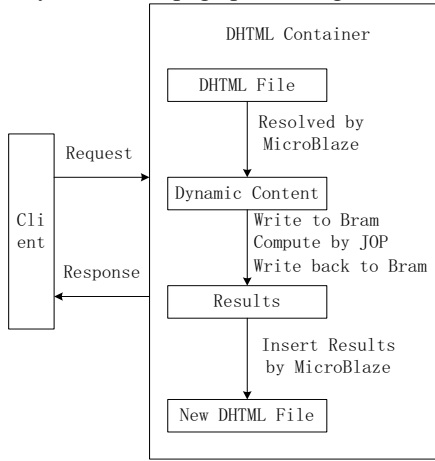 DHTML Container
DHTML File
Resolved by
MicroBlaze
Request
Dynamic Content
Cli
ent
Write to Bram
Compute by JOP
Write back to Bram
Response
Results
Insert Results
by MicroBlaze
New DHTML File